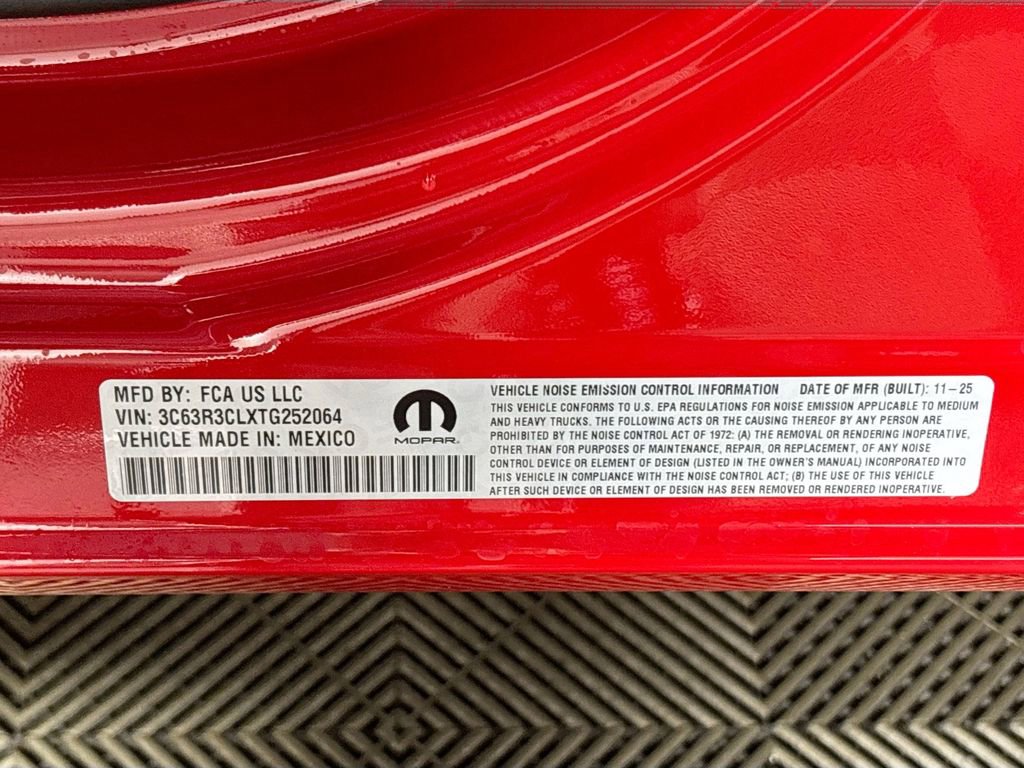 MFD BY: FCA US LLC
VIN: 3C63R3CLXTG252064
VEHICLE MADE IN: MEXICO
MOPAR®
VEHICLE NOISE EMISSION CONTROL INFORMATION DATE OF MFR (BUILT): 11-25
THIS VEHICLE CONFORMS TO U.S. EPA REGULATIONS FOR NOISE EMISSION APPLICABLE TO MEDIUM
AND HEAVY TRUCKS. THE FOLLOWING ACTS OR THE CAUSING THEREOF BY ANY PERSON ARE
PROHIBITED BY THE NOISE CONTROL ACT OF 1972: (A) THE REMOVAL OR RENDERING INOPERATIVE,
OTHER THAN FOR PURPOSES OF MAINTENANCE, REPAIR, OR REPLACEMENT, OF ANY NOISE
CONTROL DEVICE OR ELEMENT OF DESIGN (LISTED IN THE OWNER'S MANUAL) INCORPORATED INTO
THIS VEHICLE IN COMPLIANCE WITH THE NOISE CONTROL ACT; (B) THE USE OF THIS VEHICLE
AFTER SUCH DEVICE OR ELEMENT OF DESIGN HAS BEEN REMOVED OR RENDERED INOPERATIVE.